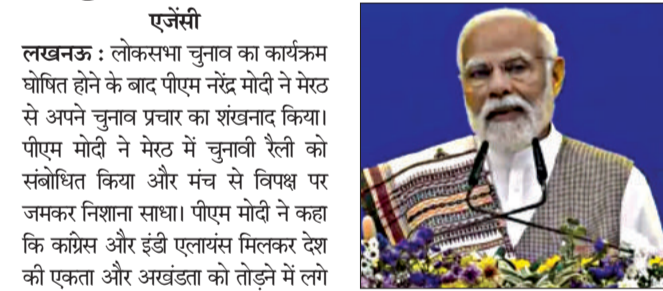 एजेंसी
लखनऊ : लोकसभा चुनाव का कार्यक्रम
घोषित होने के बाद पीएम नरेंद्र मोदी ने मेरठ
से अपने चुनाव प्रचार का शंखनाद किया।
पीएम मोदी ने मेरठ में चुनावी रैली को
संबोधित किया और मंच से विपक्ष पर
जमकर निशाना साधा। पीएम मोदी ने कहा
कि कांग्रेस और इंडी एलायंस मिलकर देश
की एकता और अखंडता को तोड़ने में लगे